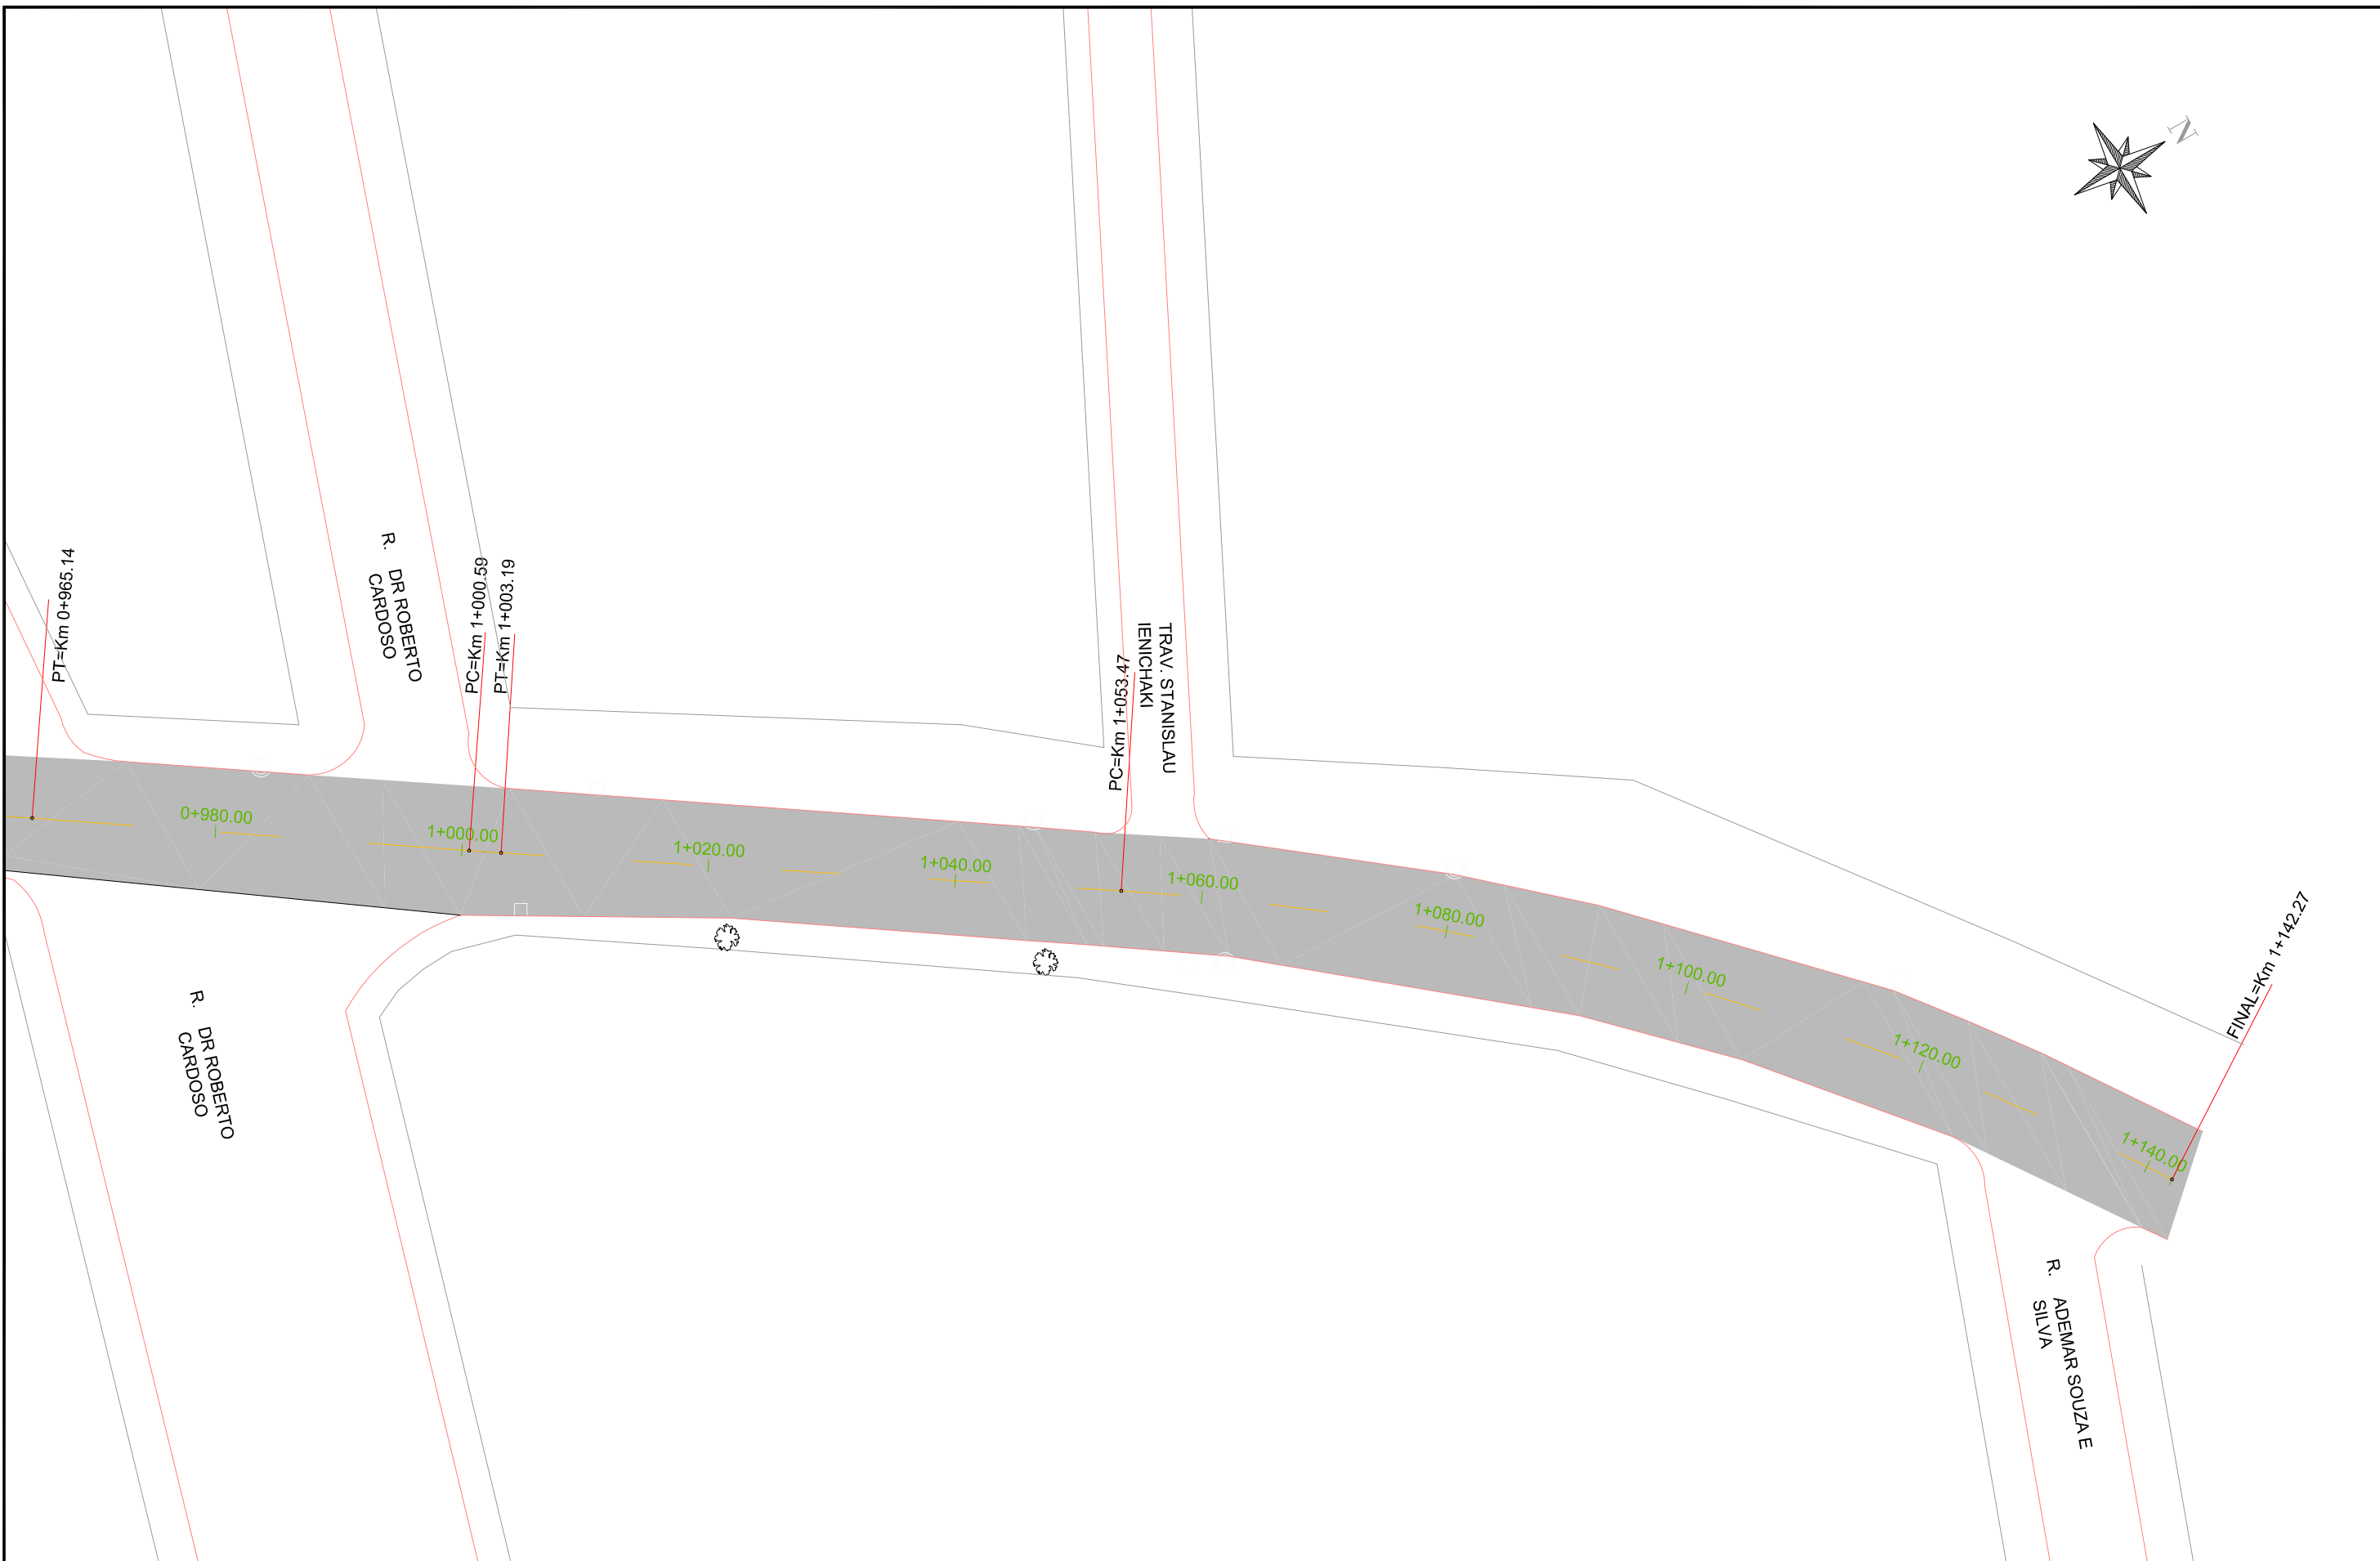 N
PT=Km 0+965.14
R. DR ROBERTO
CARDOSO
PC=Km 1+000.59
PT=Km 1+003.19
PC=Km 1+053.47
TRAV. STANISLAU
IENICHAKI
0+980.00
1+000.00
1+020.00
1+040.00
1+060.00
1+080.00
1+100.00
1+120.00
1+140.00
FINAL=Km 1+142.27
R. DR ROBERTO
CARDOSO
R. ADEMAR SOUZA E
SILVA